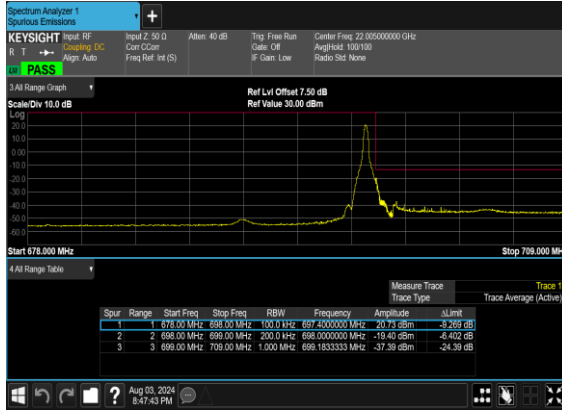 Spectrum Analyzer 1
Spurious Emissions
KEYSIGHT Input: RF Input Z: 50 Ω Atten: 40 dB Trig: Free Run Center Freq: 22.005000000 GHz
R T Coupling: DC Corr CCorr Gate: Off Avg|Hold: 100/100
Align: Auto Freq Ref: Int (S) IF Gain: Low Radio Std: None
PASS
3 All Range Graph
Ref Lvl Offset 7.50 dB
Scale/Div 10.0 dB Ref Value 30.00 dBm
Log
20.0
10.0
0.00
-10.0
-20.0
-30.0
-40.0
-50.0
-60.0
Start 678.000 MHz Stop 709.000 MH
4 All Range Table
Measure Trace Trace 1
Trace Type Trace Average (Active)
Spur Range Start Freq Stop Freq RBW Frequency Amplitude ΔLimit
1 1 678.00 MHz 698.00 MHz 100.0 kHz 697.4000000 MHz 20.73 dBm -9.269 dB
2 2 698.00 MHz 699.00 MHz 200.0 kHz 698.0000000 MHz -19.40 dBm -6.402 dB
3 3 699.00 MHz 709.00 MHz 1.000 MHz 699.1833333 MHz -37.39 dBm -24.39 dB
? Aug 03, 2024
8:47:43 PM